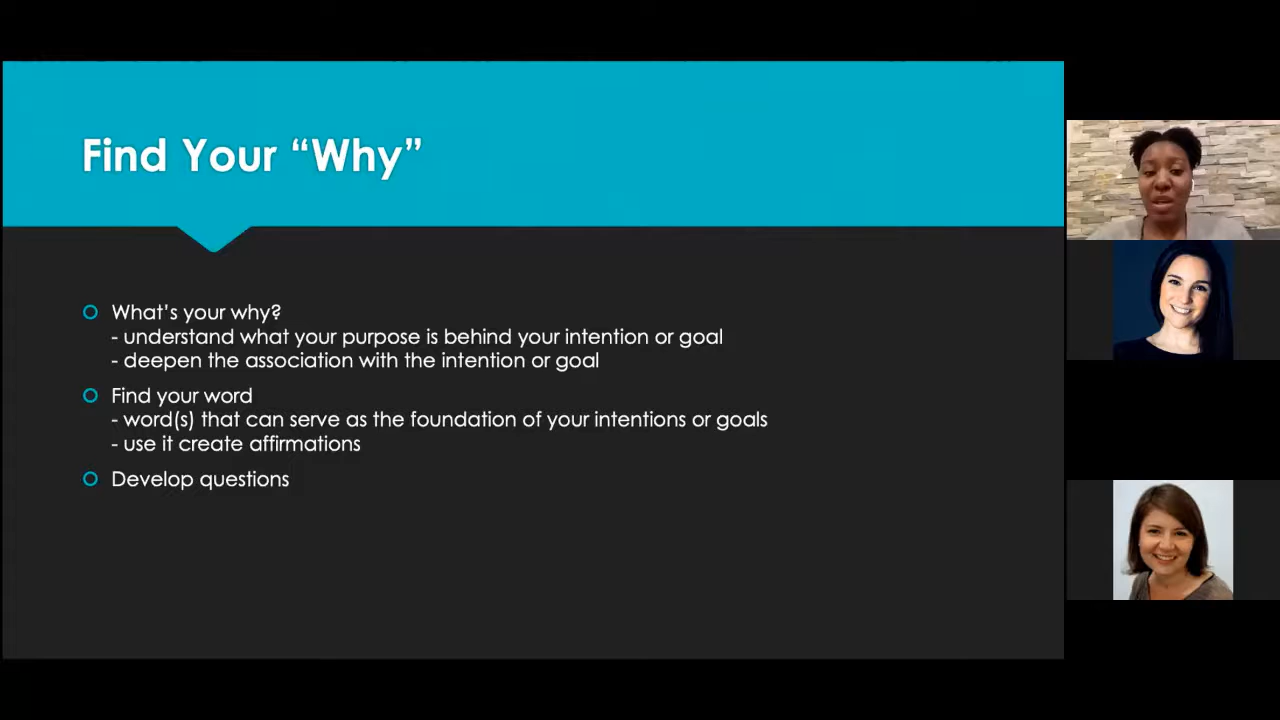 Find Your “Why”
What’s your why?
- understand what your purpose is behind your intention or goal
- deepen the association with the intention or goal
Find your word
- word(s) that can serve as the foundation of your intentions or goals
- use it create affirmations
Develop questions